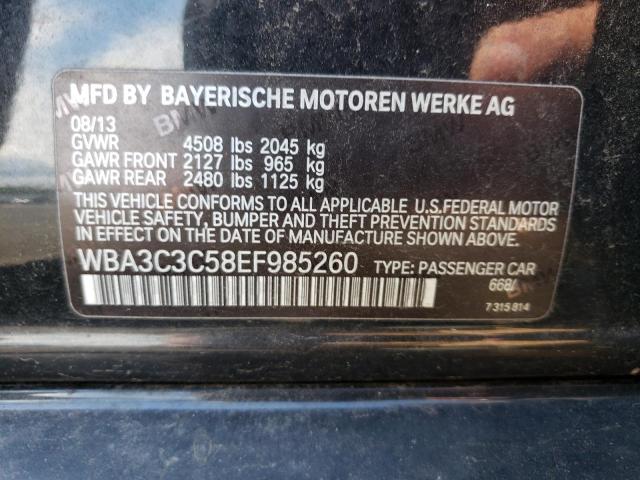 MFD BY BAYERISCHE MOTOREN WERKE AG
08/13
GVWR 4508 lbs 2045 kg
GAWR FRONT 2127 lbs 965 kg
GAWR REAR 2480 lbs 1125 kg
THIS VEHICLE CONFORMS TO ALL APPLICABLE U.S.FEDERAL MOTOR
VEHICLE SAFETY, BUMPER AND THEFT PREVENTION STANDARDS
IN EFFECT ON THE DATE OF MANUFACTURE SHOWN ABOVE.
WBA3C3C58EF985260 TYPE: PASSENGER CAR
668/
7 315 814